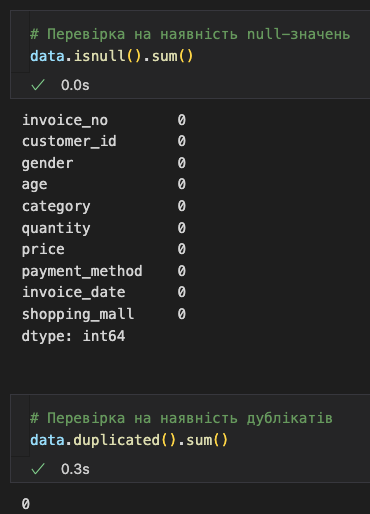 # Перевірка на наявність null-значень
data.isnull().sum()
✓ 0.0s
invoice_no 0
customer_id 0
gender 0
age 0
category 0
quantity 0
price 0
payment_method 0
invoice_date 0
shopping_mall 0
dtype: int64
# Перевірка на наявність дублікатів
data.duplicated().sum()
✓ 0.3s
0